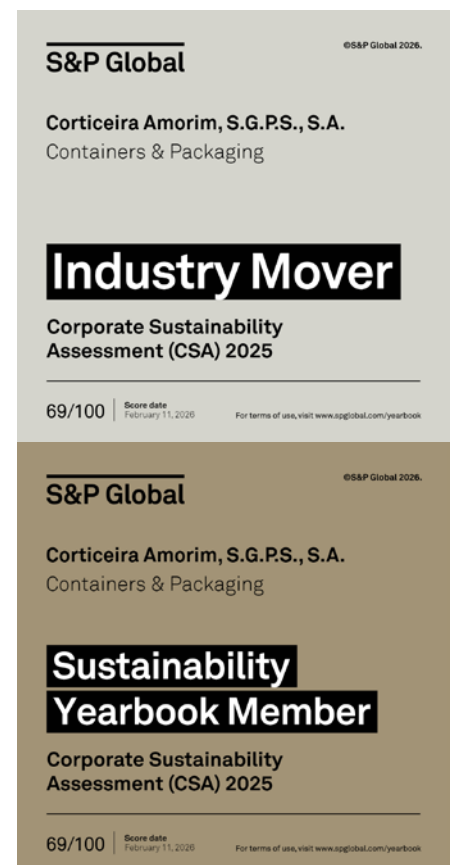 S&P Global
©S&P Global 2026.
Corticeira Amorim, S.G.P.S., S.A.
Containers & Packaging
Industry Mover
Corporate Sustainability
Assessment (CSA) 2025
69/100
Score date
February 11, 2026
For terms of use, visit www.spglobal.com/yearbook
S&P Global
©S&P Global 2026.
Corticeira Amorim, S.G.P.S., S.A.
Containers & Packaging
Sustainability
Yearbook Member
Corporate Sustainability
Assessment (CSA) 2025
69/100
Score date
February 11, 2026
For terms of use, visit www.spglobal.com/yearbook